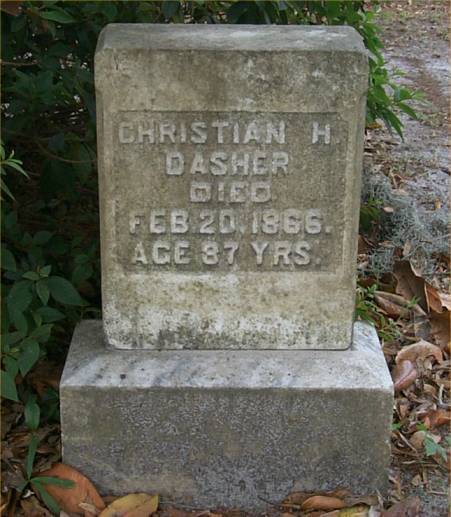 CHRISTIAN H.
DASHER
DIED
FEB 20, 1866.
AGE 87 YRS.